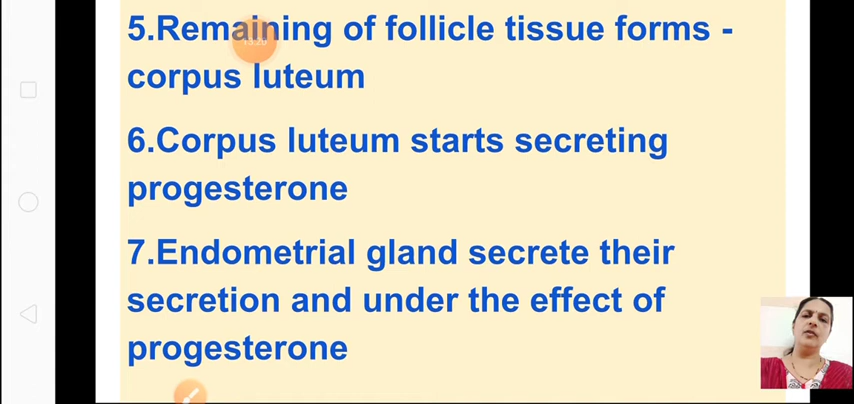 5.Remaining of follicle tissue forms -
corpus luteum
6.Corpus luteum starts secreting
progesterone
7.Endometrial gland secrete their
secretion and under the effect of
progesterone